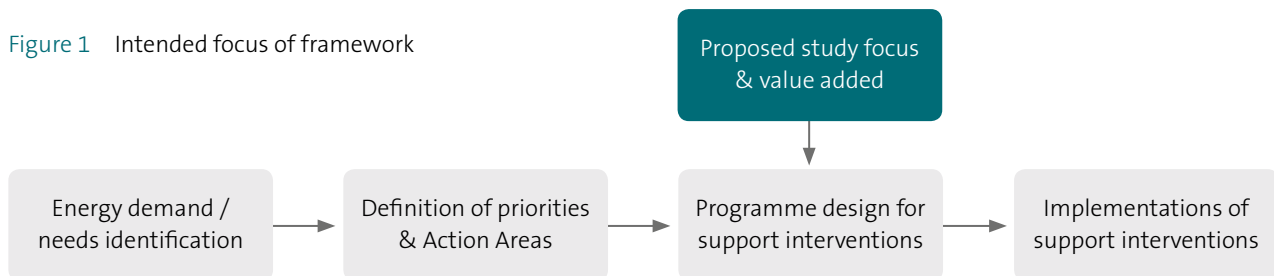 Figure 1 Intended focus of framework
Proposed study focus
& value added
Energy demand /
needs identification
Definition of priorities
& Action Areas
Programme design for
support interventions
Implementations of
support interventions